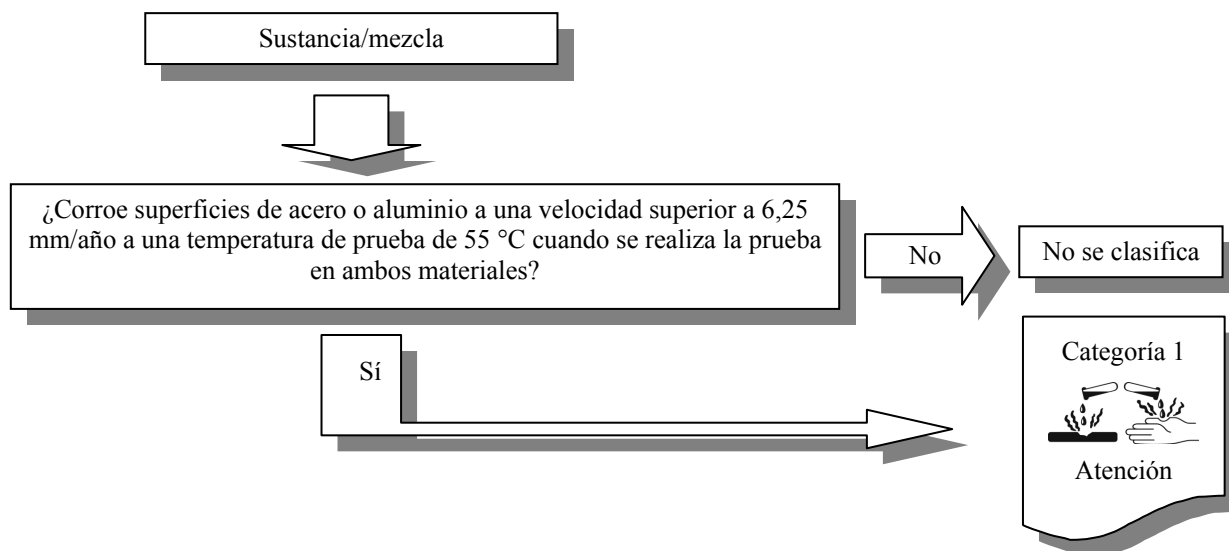 Sustancia/mezcla
¿Corroe superficies de acero o aluminio a una velocidad superior a 6,25
mm/año a una temperatura de prueba de 55 °C cuando se realiza la prueba
en ambos materiales?
No
No se clasifica
Sí
Categoría 1
Atención